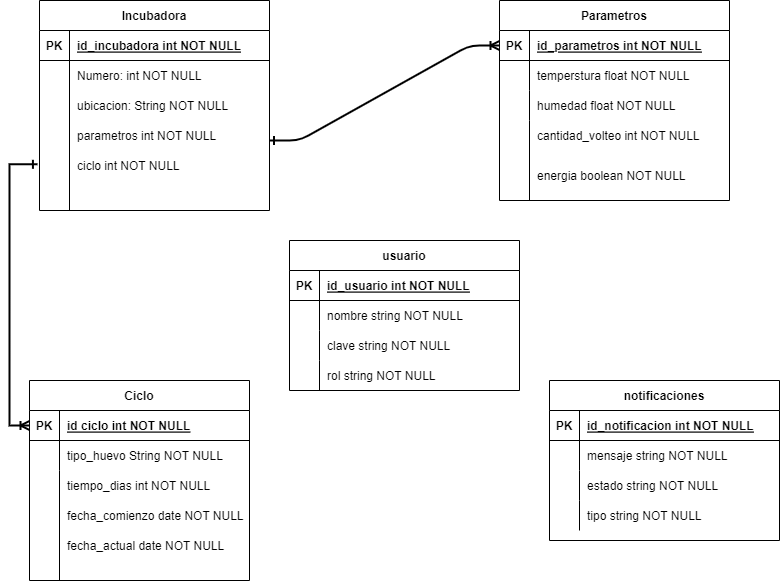 Incubadora
PK id_incubadora int NOT NULL
Numero: int NOT NULL
ubicacion: String NOT NULL
parametros int NOT NULL
ciclo int NOT NULL
Parametros
PK id_parametros int NOT NULL
temperstura float NOT NULL
humedad float NOT NULL
cantidad_volteo int NOT NULL
energia boolean NOT NULL
usuario
PK id_usuario int NOT NULL
nombre string NOT NULL
clave string NOT NULL
rol string NOT NULL
Ciclo
PK id ciclo int NOT NULL
tipo_huevo String NOT NULL
tiempo_dias int NOT NULL
fecha_comienzo date NOT NULL
fecha_actual date NOT NULL
notificaciones
PK id_notificacion int NOT NULL
mensaje string NOT NULL
estado string NOT NULL
tipo string NOT NULL